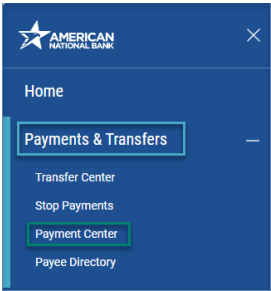 AMERICAN
NATIONAL BANK
Home
Payments & Transfers
Transfer Center
Stop Payments
Payment Center
Payee Directory